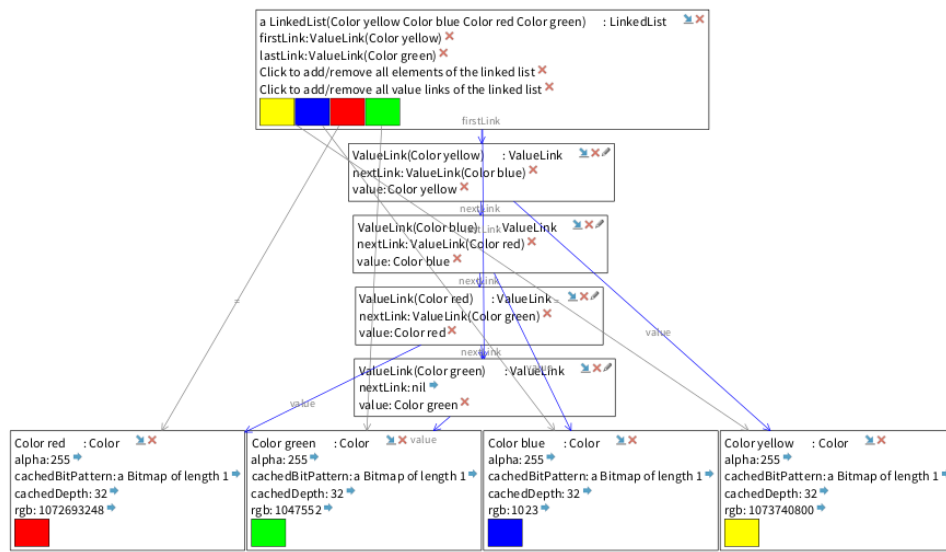 a LinkedList(Color yellow Color blue Color red Color green) : LinkedList
firstLink:ValueLink(Color yellow)
lastLink:ValueLink(Color green)
Click to add/remove all elements of the linked list
Click to add/remove all value links of the linked list
firstLink
ValueLink(Color yellow) : ValueLink
nextLink: ValueLink(Color blue)
value: Color yellow
nextLink
ValueLink(Color blue) : ValueLink
lastLink
nextLink: ValueLink(Color red)
value: Color blue
nextLink
ValueLink(Color red) : ValueLink
=
=
nextLink: ValueLink(Color green)
value: Color red
value
nextLink
ValueLink(Color green) : ValueLink
nextLink:nil
value: Color green
value
value
Color red : Color
alpha:255
cachedBitPattern:a Bitmap of length 1
cachedDepth: 32
rgb: 1072693248
Color green : Color
alpha:255
cachedBitPattern:a Bitmap of length 1
cachedDepth: 32
rgb: 1047552
Color blue : Color
alpha:255
cachedBitPattern:a Bitmap of length 1
cachedDepth: 32
rgb: 1023
Color yellow : Color
alpha:255
cachedBitPattern:a Bitmap of length 1
cachedDepth: 32
rgb: 1073740800